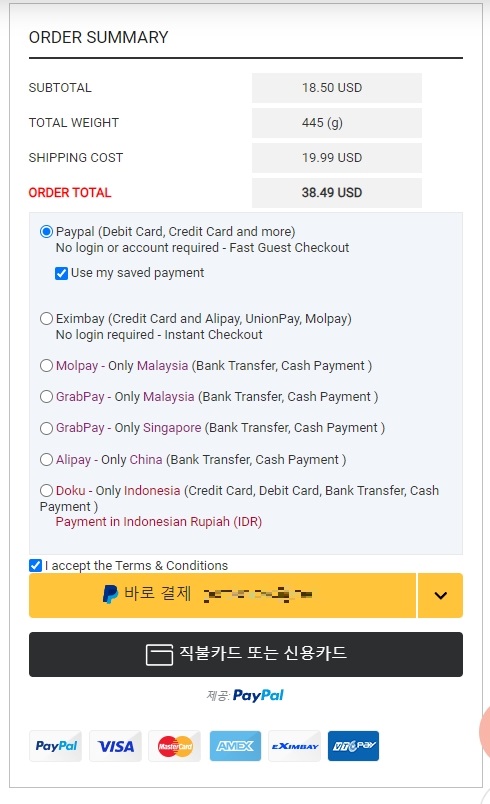 ORDER SUMMARY
SUBTOTAL 18.50 USD
TOTAL WEIGHT 445 (g)
SHIPPING COST 19.99 USD
ORDER TOTAL 38.49 USD
Paypal (Debit Card, Credit Card and more)
No login or account required - Fast Guest Checkout
Use my saved payment
Eximbay (Credit Card and Alipay, UnionPay, Molpay)
No login required - Instant Checkout
Molpay - Only Malaysia (Bank Transfer, Cash Payment )
GrabPay - Only Malaysia (Bank Transfer, Cash Payment )
GrabPay - Only Singapore (Bank Transfer, Cash Payment )
Alipay - Only China (Bank Transfer, Cash Payment )
Doku - Only Indonesia (Credit Card, Debit Card, Bank Transfer, Cash
Payment )
Payment in Indonesian Rupiah (IDR)
I accept the Terms & Conditions
바로 결제
직불카드 또는 신용카드
제공: PayPal
PayPal VISA MasterCard AMEX EXIMBAY